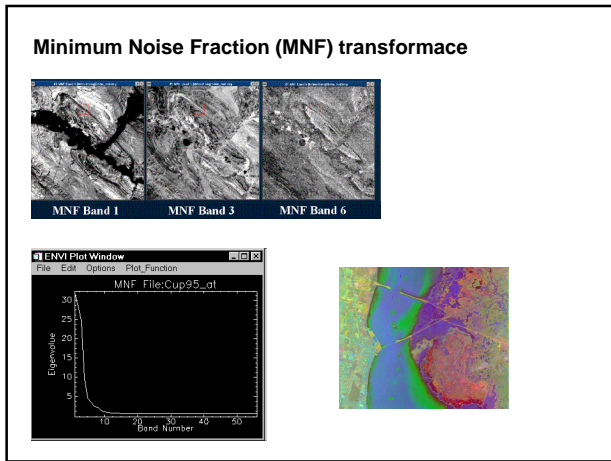 Minimum Noise Fraction (MNF) transformace
MNF Band 1
MNF Band 3
MNF Band 6
ENVI Plot Window
File Edit Options Plot_Function
MNF File:Cup95_at
Eigenvalue
30
25
20
15
10
5
10 20 30 40 50
Band Number